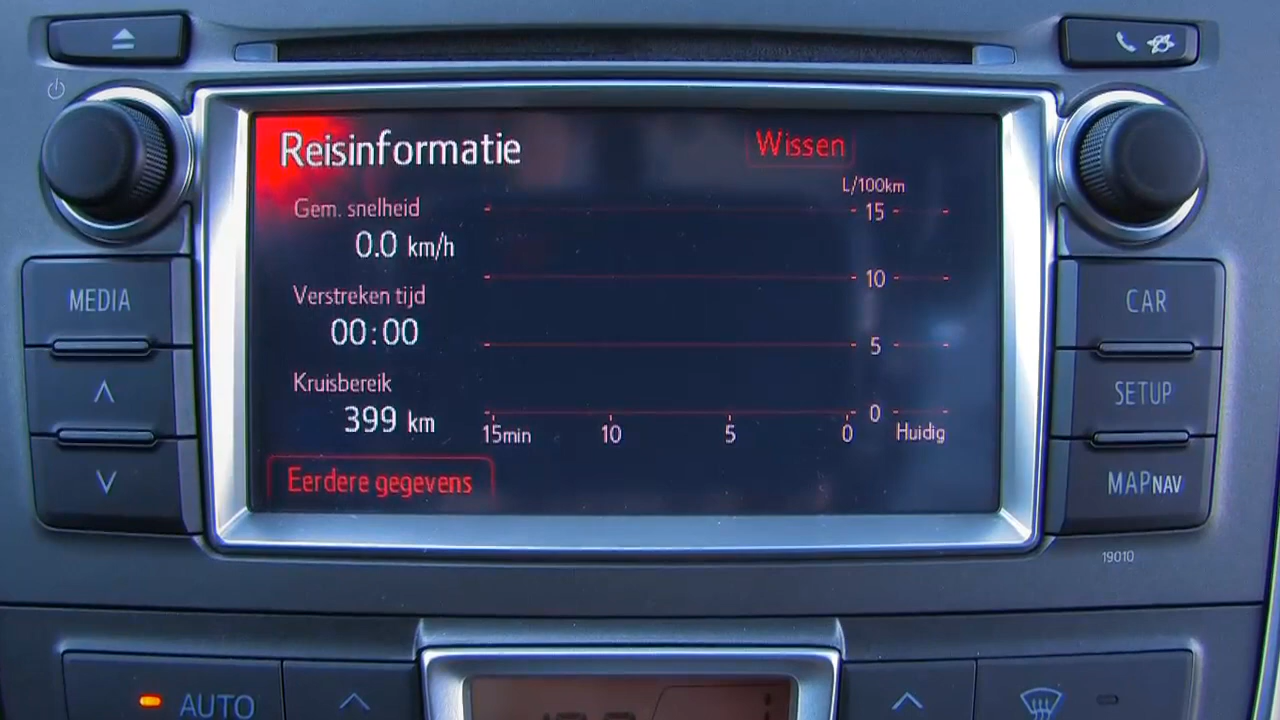 Reisinformatie
Wissen
L/100km
Gem. snelheid
15
0.0 km/h
10
Verstreken tijd
00:00
5
Kruisbereik
0
399 km
15min 10 5 0 Huidig
Eerdere gegevens
MEDIA
CAR
SETUP
MAPNAV
19010
AUTO